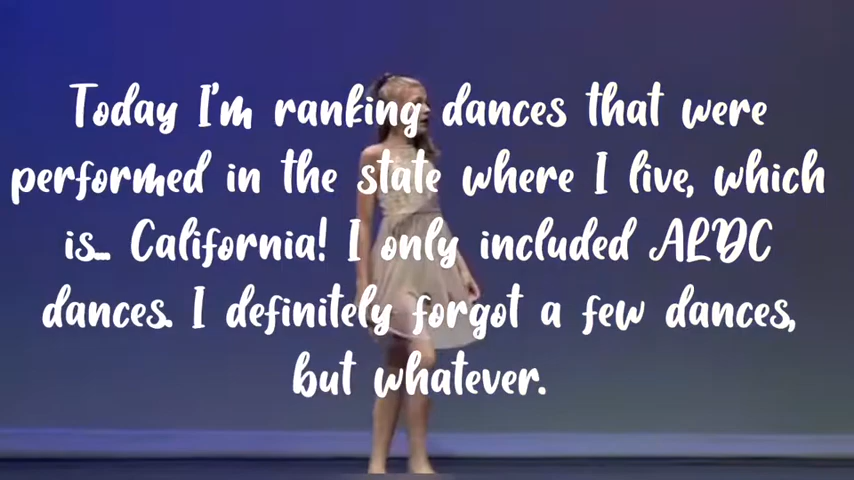 Today I'm ranking dances that were
performed in the state where I live, which
is... California! I only included ALDC
dances. I definitely forgot a few dances,
but whatever.